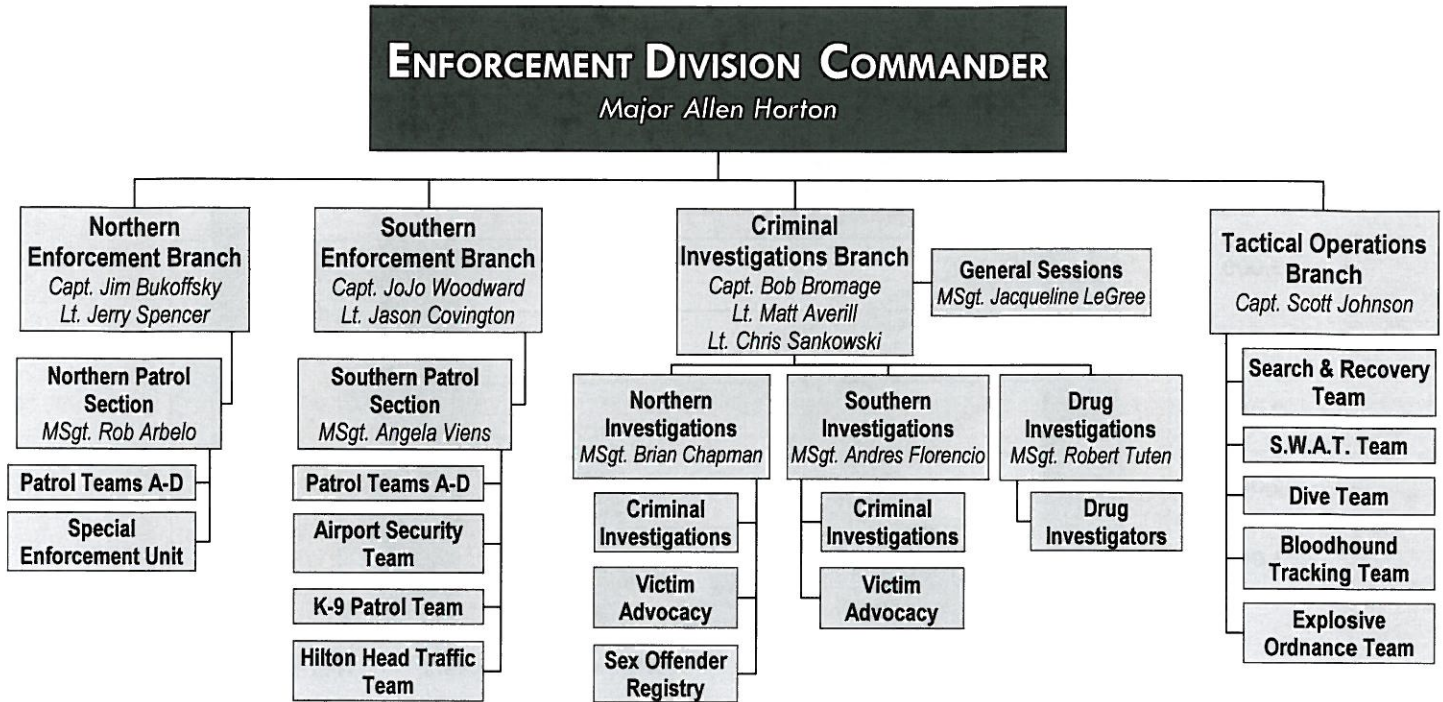 ENFORCEMENT DIVISION COMMANDER
Major Allen Horton
Northern
Enforcement Branch
Capt. Jim Bukoffsky
Lt. Jerry Spencer
Northern Patrol
Section
MSgt. Rob Arbelo
Patrol Teams A-D
Special
Enforcement Unit
Southern
Enforcement Branch
Capt. JoJo Woodward
Lt. Jason Covington
Southern Patrol
Section
MSgt. Angela Viens
Patrol Teams A-D
Airport Security
Team
K-9 Patrol Team
Hilton Head Traffic
Team
Criminal
Investigations Branch
Capt. Bob Bromage
Lt. Matt Averill
Lt. Chris Sankowski
General Sessions
MSgt. Jacqueline LeGree
Northern
Investigations
MSgt. Brian Chapman
Criminal
Investigations
Victim
Advocacy
Sex Offender
Registry
Southern
Investigations
MSgt. Andres Florencio
Criminal
Investigations
Victim
Advocacy
Drug
Investigations
MSgt. Robert Tuten
Drug
Investigators
Tactical Operations
Branch
Capt. Scott Johnson
Search & Recovery
Team
S.W.A.T. Team
Dive Team
Bloodhound
Tracking Team
Explosive
Ordnance Team